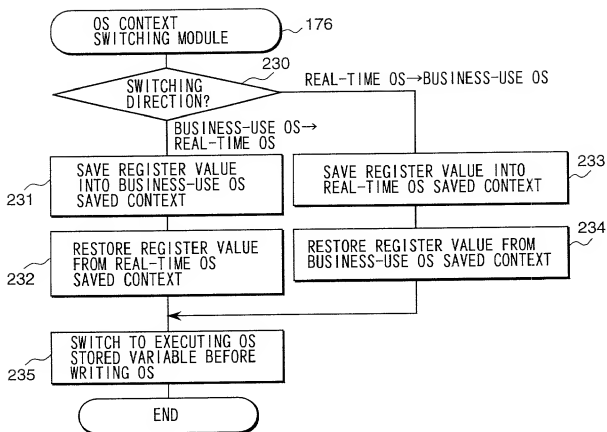 OS CONTEXT
SWITCHING MODULE
176
230
SWITCHING
DIRECTION?
REAL-TIME OS→BUSINESS-USE OS
BUSINESS-USE OS→
REAL-TIME OS
SAVE REGISTER VALUE
INTO BUSINESS-USE OS
SAVED CONTEXT
231
SAVE REGISTER VALUE INTO
REAL-TIME OS SAVED CONTEXT
233
RESTORE REGISTER VALUE
FROM REAL-TIME OS
SAVED CONTEXT
232
RESTORE REGISTER VALUE FROM
BUSINESS-USE OS SAVED CONTEXT
234
SWITCH TO EXECUTING OS
STORED VARIABLE BEFORE
WRITING OS
235
END